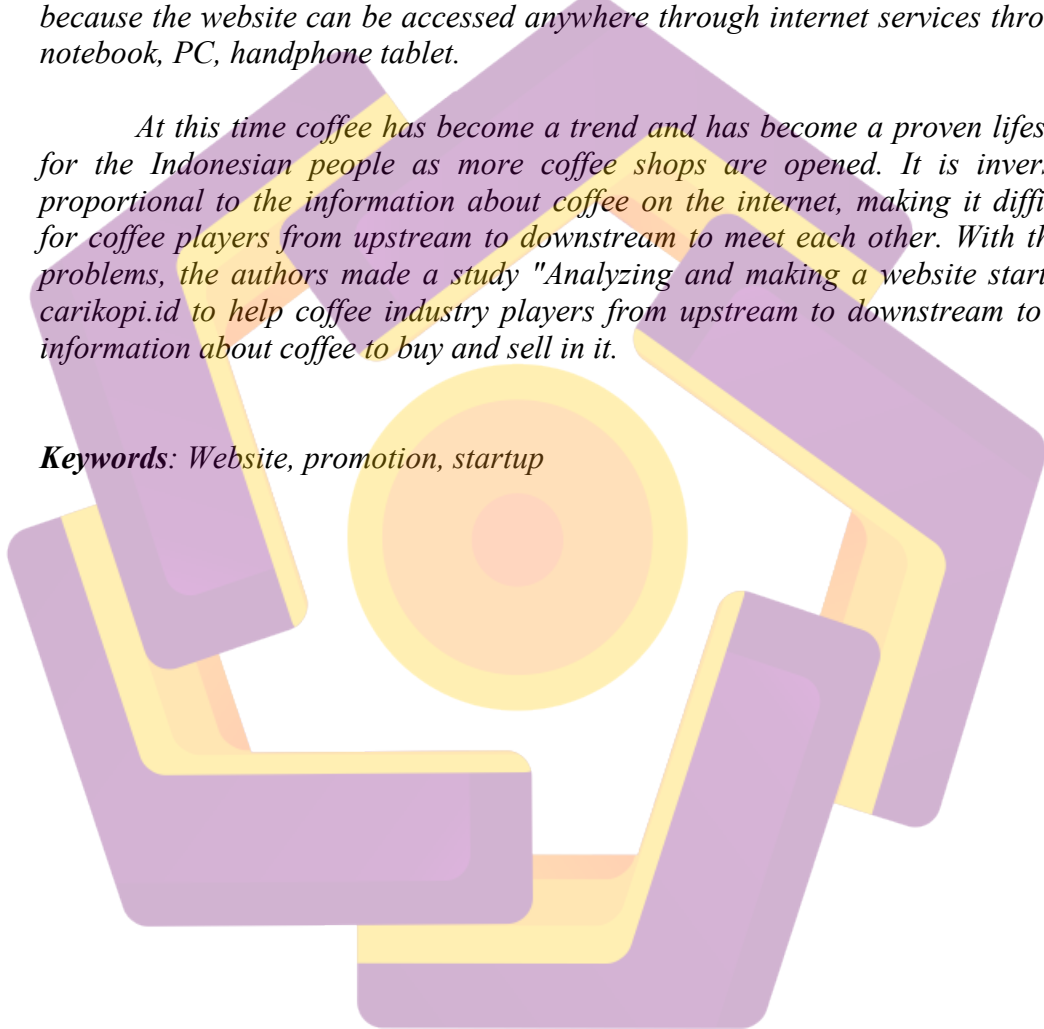 because the website can be accessed anywhere through internet services thro
notebook, PC, handphone tablet.
At this time coffee has become a trend and has become a proven lifes
for the Indonesian people as more coffee shops are opened. It is invers
proportional to the information about coffee on the internet, making it diffi
for coffee players from upstream to downstream to meet each other. With th
problems, the authors made a study "Analyzing and making a website start
carikopi.id to help coffee industry players from upstream to downstream to
information about coffee to buy and sell in it.
Keywords: Website, promotion, startup